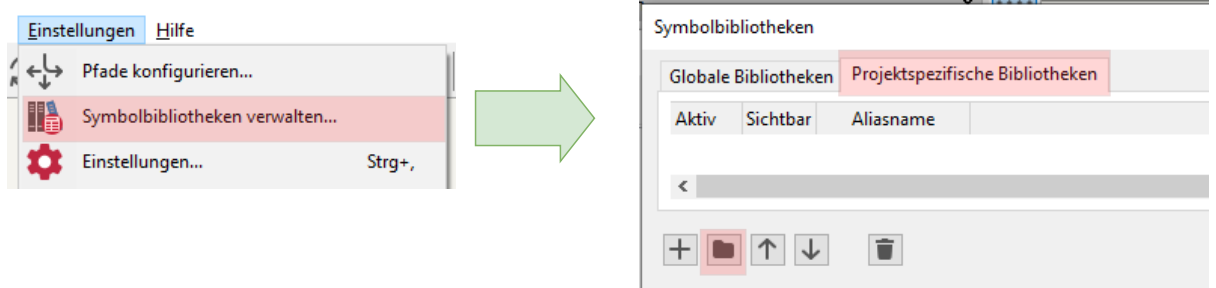 Einstellungen Hilfe
Pfade konfigurieren...
Symbolbibliotheken verwalten...
Einstellungen... Strg+,
Symbolbibliotheken
Globale Bibliotheken Projektspezifische Bibliotheken
Aktiv Sichtbar Aliasname